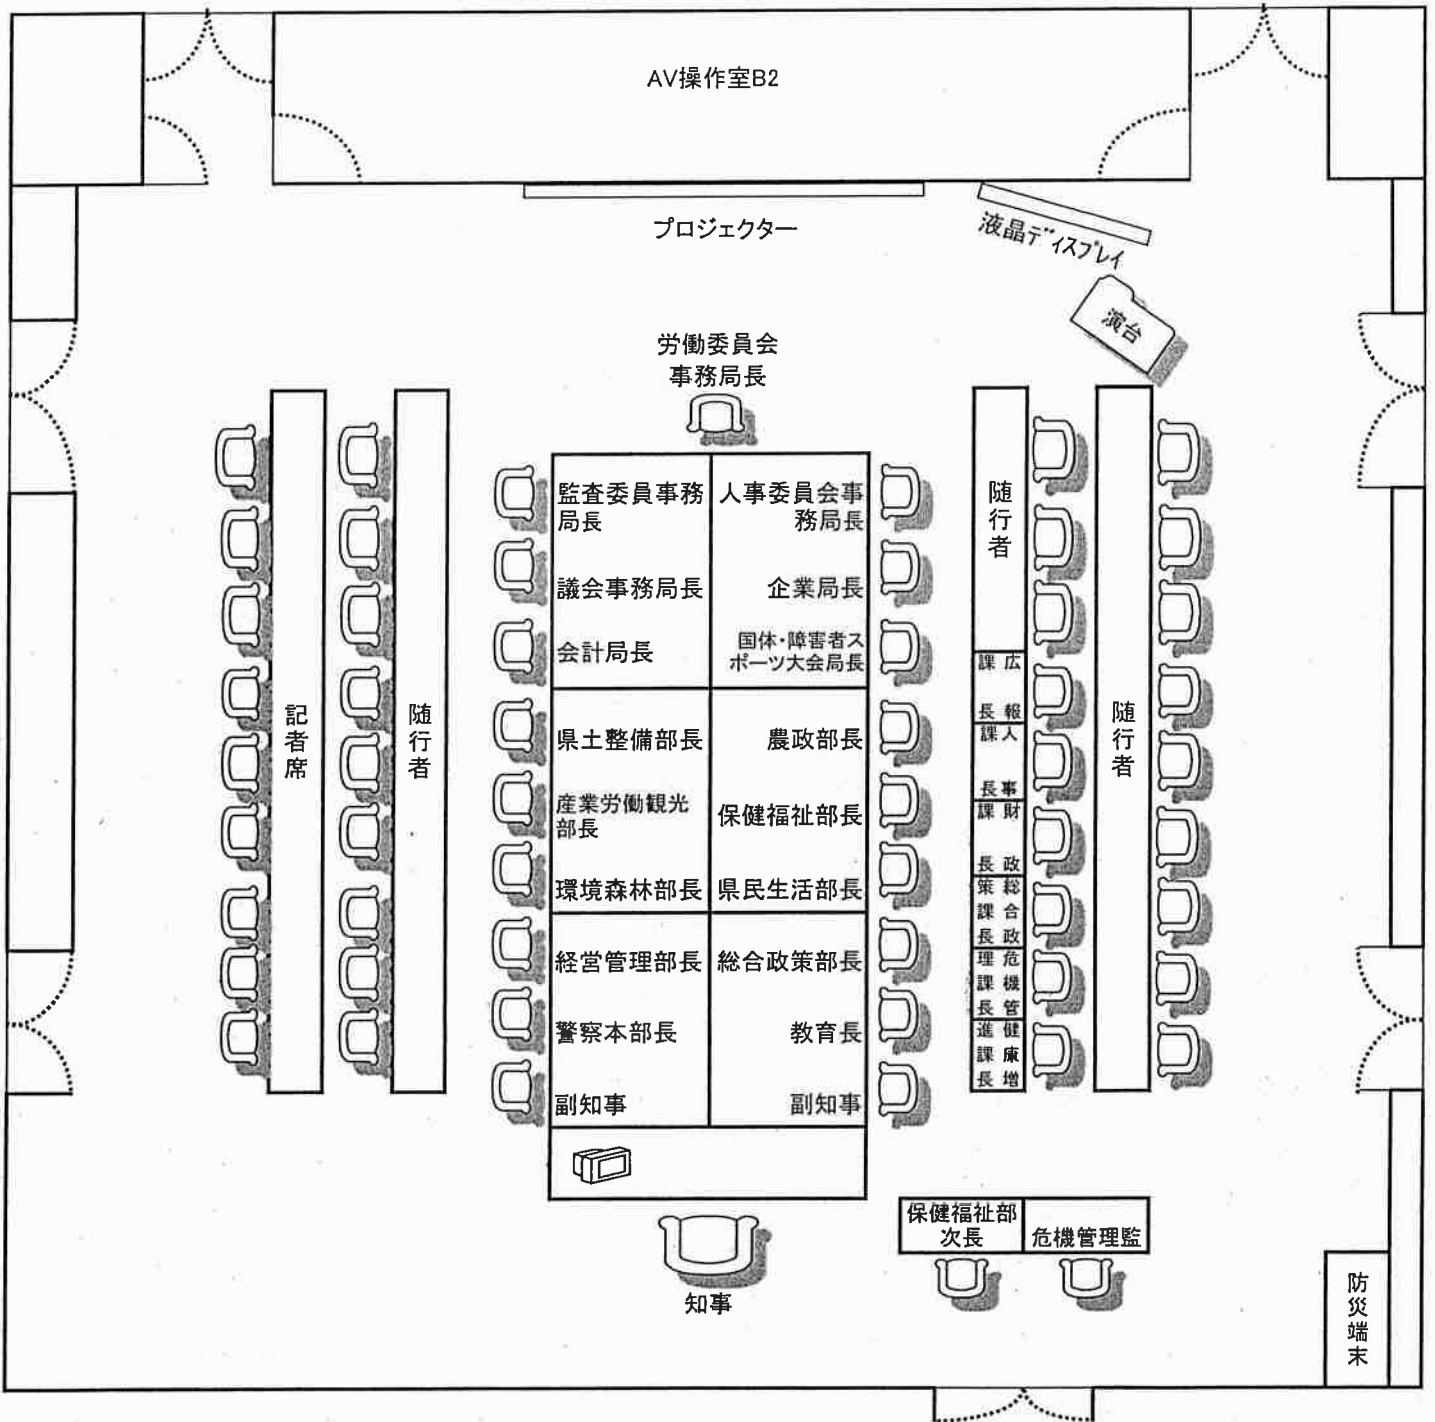 AV操作室B2
プロジェクター
液晶ディスプレイ
演台
労働委員会
事務局長
監査委員事務
局長
人事委員会事
務局長
議会事務局長
企業局長
会計局長
国体・障害者ス
ポーツ大会局長
県土整備部長
農政部長
産業労働観光
部長
保健福祉部長
環境森林部長
県民生活部長
経営管理部長
総合政策部長
警察本部長
教育長
副知事
副知事
知事
記者席
随行者
随行者
広報
課長
人事
課長
財政
課長
総合政
策課長
危機管
理課長
健康増
進課長
随行者
保健福祉部
次長
危機管理監
防災端末